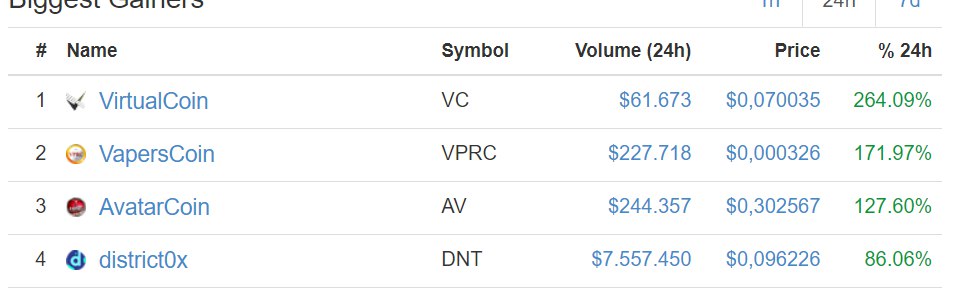 Biggest Gainers 1h 24h 7d
# Name Symbol Volume (24h) Price % 24h
1 VirtualCoin VC $61.673 $0,070035 264.09%
2 VapersCoin VPRC $227.718 $0,000326 171.97%
3 AvatarCoin AV $244.357 $0,302567 127.60%
4 district0x DNT $7.557.450 $0,096226 86.06%